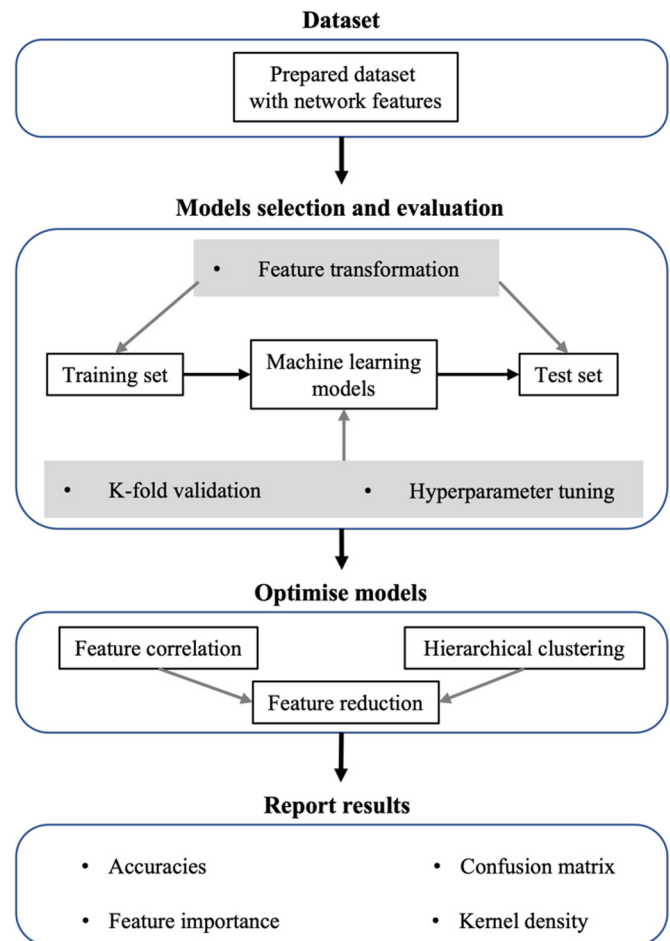 Dataset
Prepared dataset
with network features
Models selection and evaluation
• Feature transformation
Training set
Machine learning
models
Test set
• K-fold validation
• Hyperparameter tuning
Optimise models
Feature correlation
Hierarchical clustering
Feature reduction
Report results
• Accuracies
• Confusion matrix
• Feature importance
• Kernel density